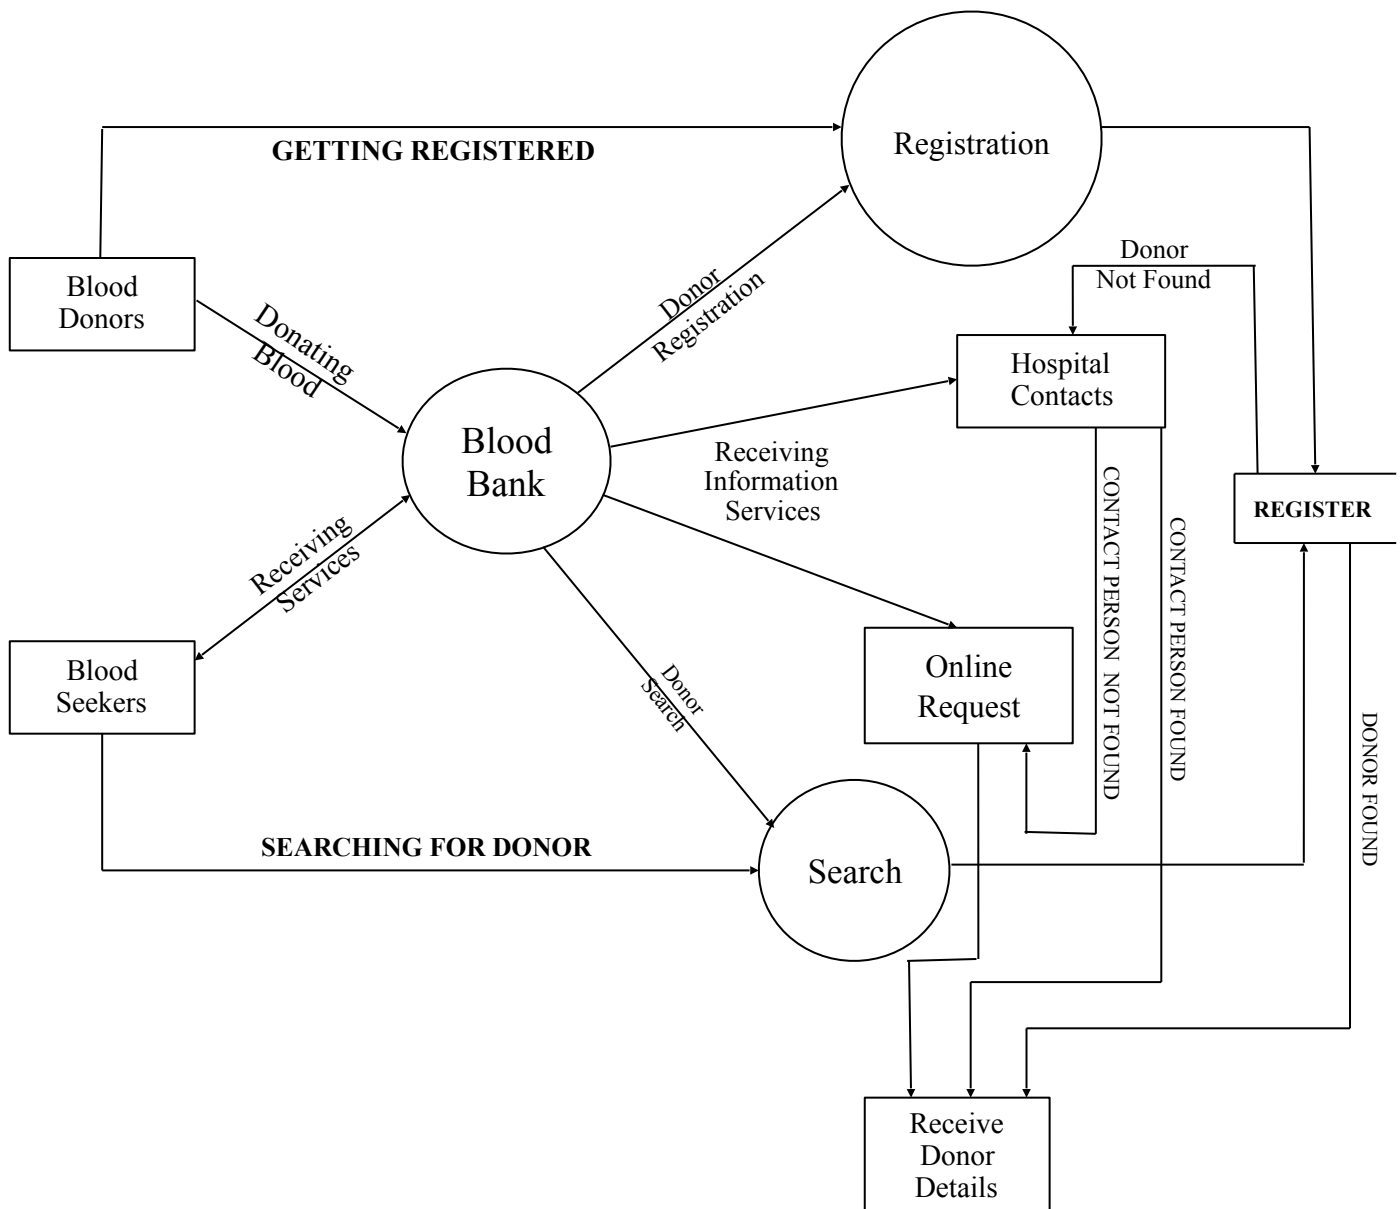 GETTING REGISTERED
Registration
Blood
Donors
Donating
Blood
Donor
Registration
Donor
Not Found
Hospital
Contacts
Blood
Bank
Receiving
Information
Services
REGISTER
Receiving
Services
CONTACT PERSON  NOT FOUND
CONTACT PERSON FOUND
Blood
Seekers
Donor
Search
Online
Request
DONOR FOUND
SEARCHING FOR DONOR
Search
Receive
Donor
Details